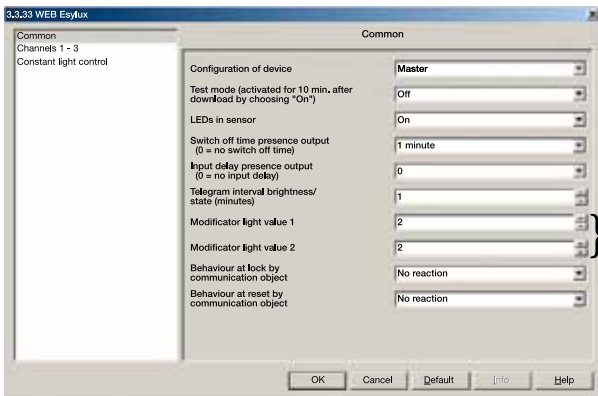 3.3.33 WEB Esylux
Common
Channels 1 - 3
Constant light control
Common
Configuration of device
Master
Test mode (activated for 10 min. after
download by choosing "On")
Off
LEDs in sensor
On
Switch off time presence output
(0 = no switch off time)
1 minute
Input delay presence output
(0 = no input delay)
0
Telegram interval brightness/
state (minutes)
1
Modificator light value 1
2
Modificator light value 2
2
Behaviour at lock by
communication object
No reaction
Behaviour at reset by
communication object
No reaction
OK
Cancel
Default
Info
Help